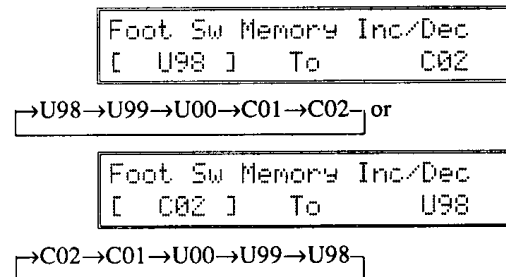 Foot Sw Memory Inc/Dec
[ U98 ] To C02
→U98→U99→U00→C01→C02 or
Foot Sw Memory Inc/Dec
[ C02 ] To U98
→C02→C01→U00→U99→U98